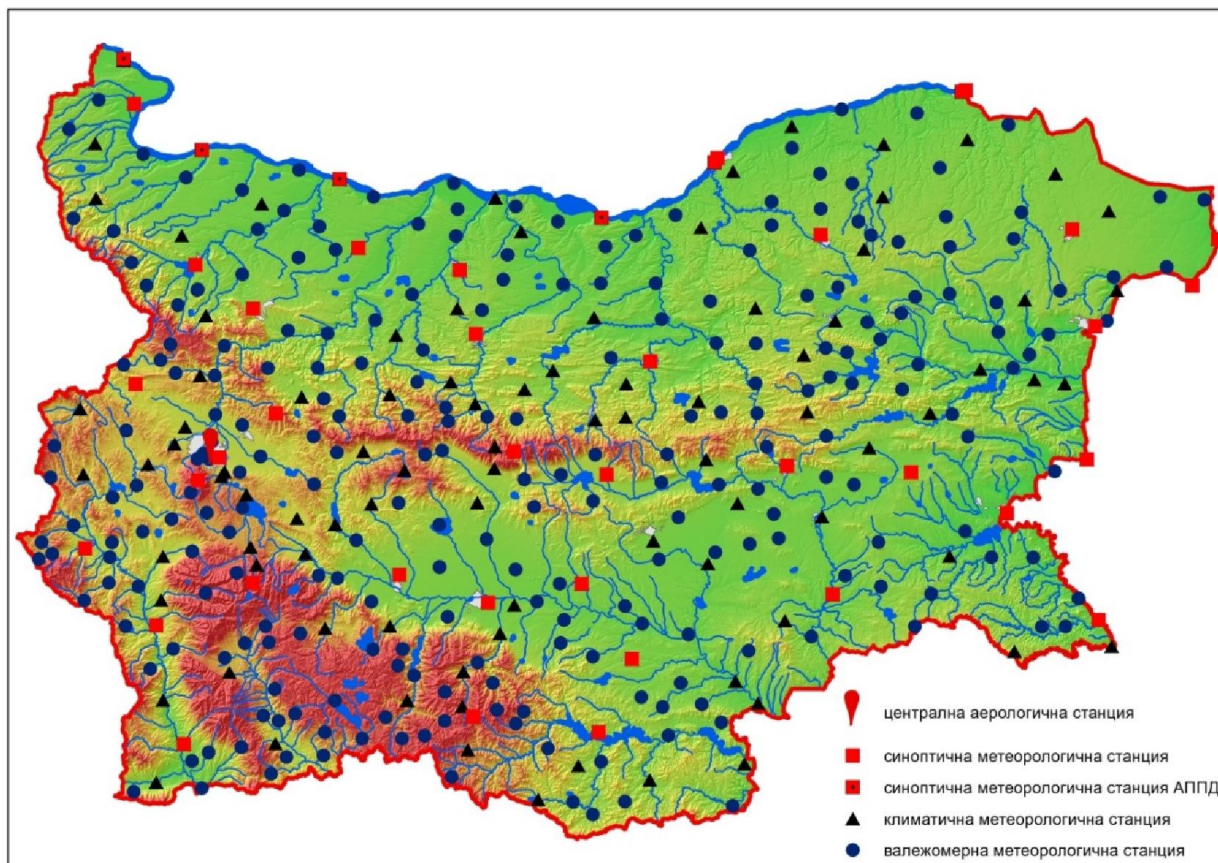 централна аерологична станция
синоптична метеорологична станция
синоптична метеорологична станция АППД
климатична метеорологична станция
валежомерна метеорологична станция